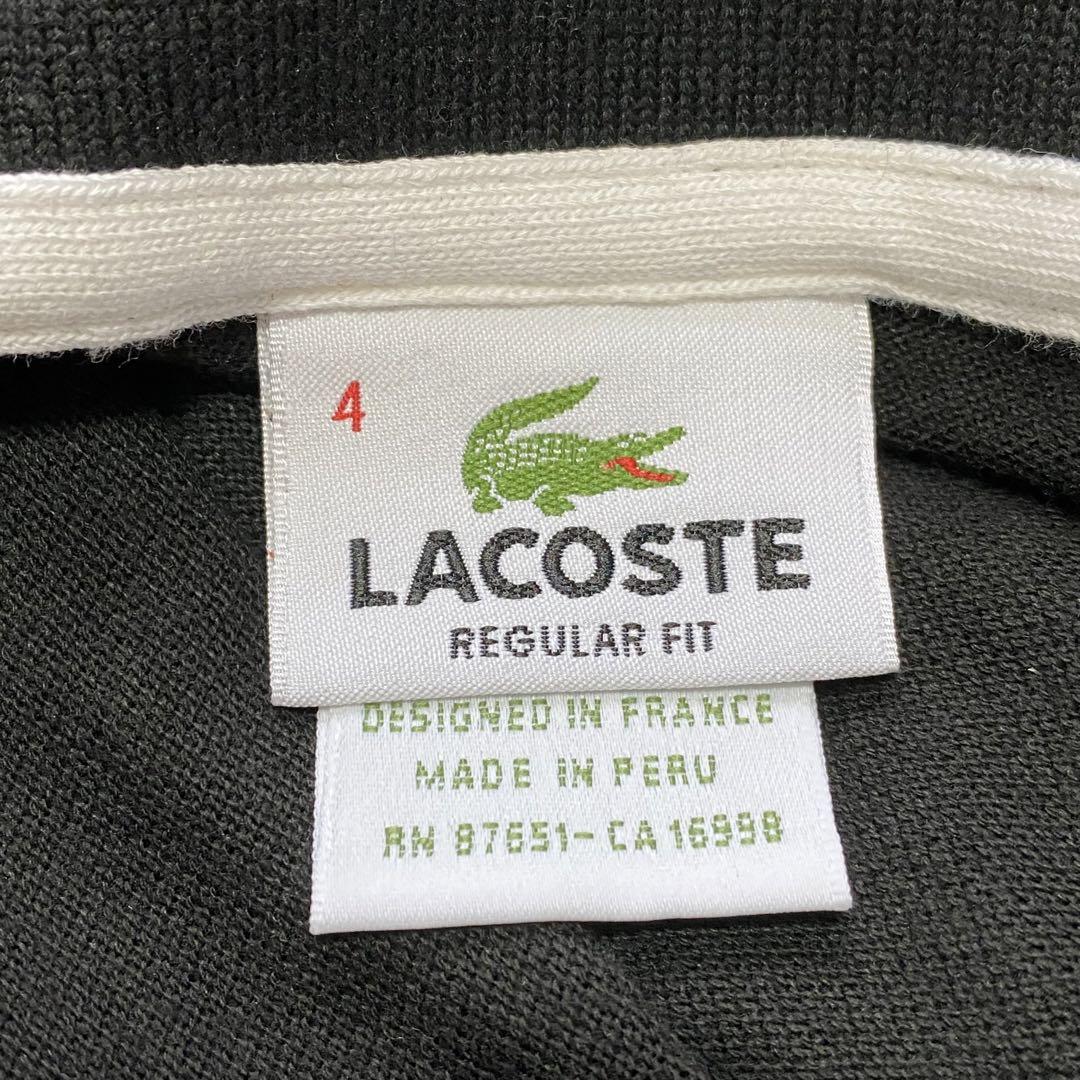 4
LACOSTE
REGULAR FIT
DESIGNED IN FRANCE
MADE IN PERU
RN 87651-CA 16998